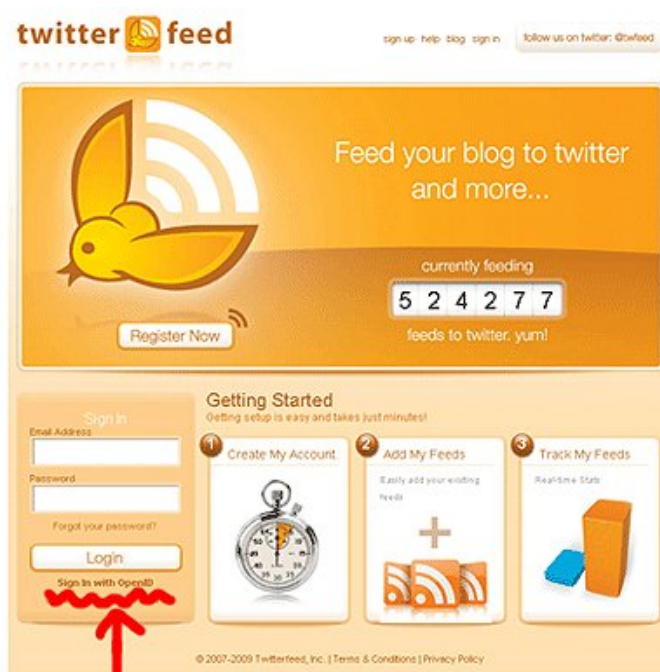 twitter feed
sign up help blog sign in
follow us on twitter: @twfeed
Feed your blog to twitter
and more...
currently feeding
5 2 4 2 7 7
feeds to twitter. yum!
Register Now
Sign In
Email Address
Password
Forgot your password?
Login
Sign In with OpenID
Getting Started
Getting setup is easy and takes just minutes!
1 Create My Account
2 Add My Feeds
Easily add your existing
feeds
3 Track My Feeds
Real-time Stats
© 2007-2009 Twitterfeed, Inc. | Terms & Conditions | Privacy Policy